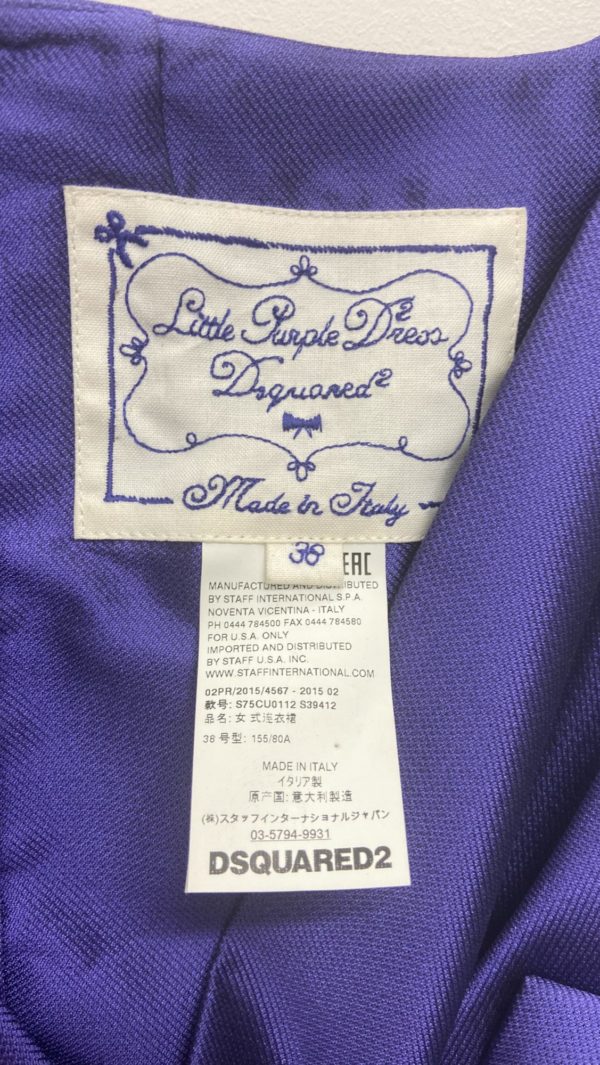 Little Purple D²ress
Dsquared²
Made in Italy
38
EAC
MANUFACTURED AND DISTRIBUTED
BY STAFF INTERNATIONAL S.P.A.
NOVENTA VICENTINA - ITALY
PH 0444 784500 FAX 0444 784580
FOR U.S.A. ONLY
IMPORTED AND DISTRIBUTED
BY STAFF U.S.A. INC.
WWW.STAFFINTERNATIONAL.COM
02PR/2015/4567 - 2015 02
款号: S75CU0112 S39412
品名: 女 式连衣裙
38 号型: 155/80A
MADE IN ITALY
イタリア製
原产国: 意大利製造
(株)スタッフインターナショナルジャパン
03-5794-9931
DSQUARED2